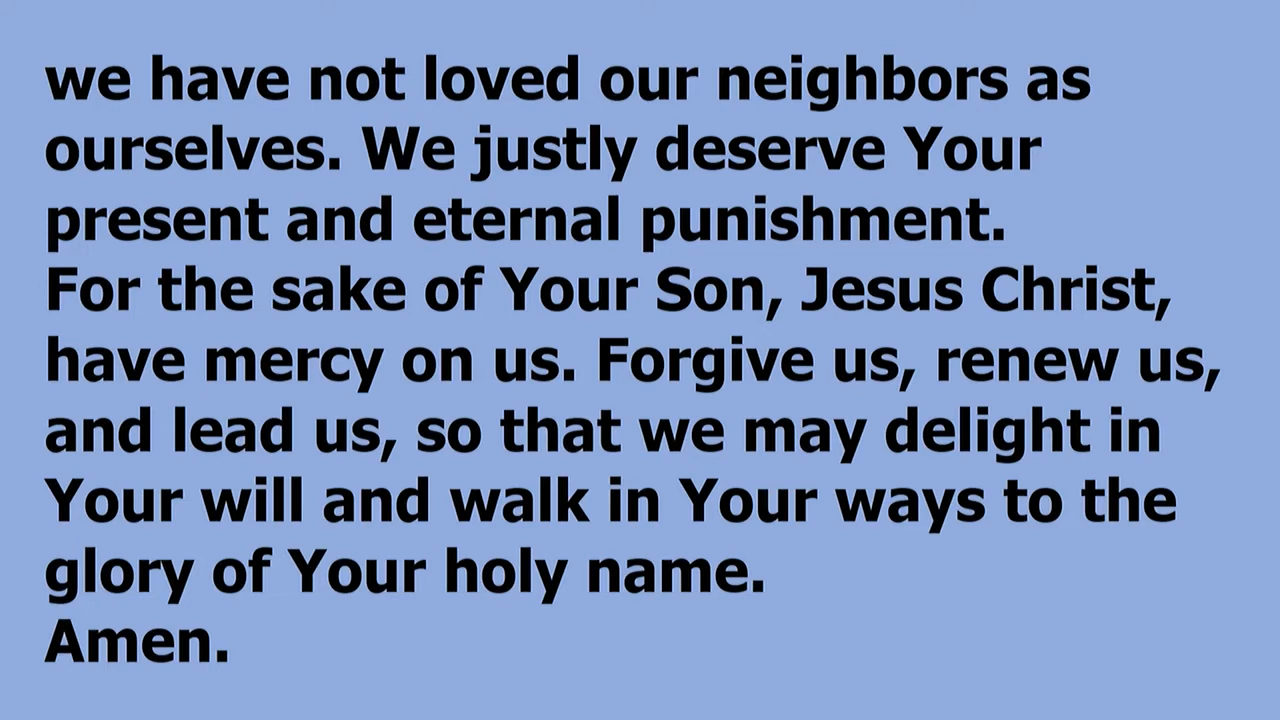 we have not loved our neighbors as
ourselves. We justly deserve Your
present and eternal punishment.
For the sake of Your Son, Jesus Christ,
have mercy on us. Forgive us, renew us,
and lead us, so that we may delight in
Your will and walk in Your ways to the
glory of Your holy name.
Amen.